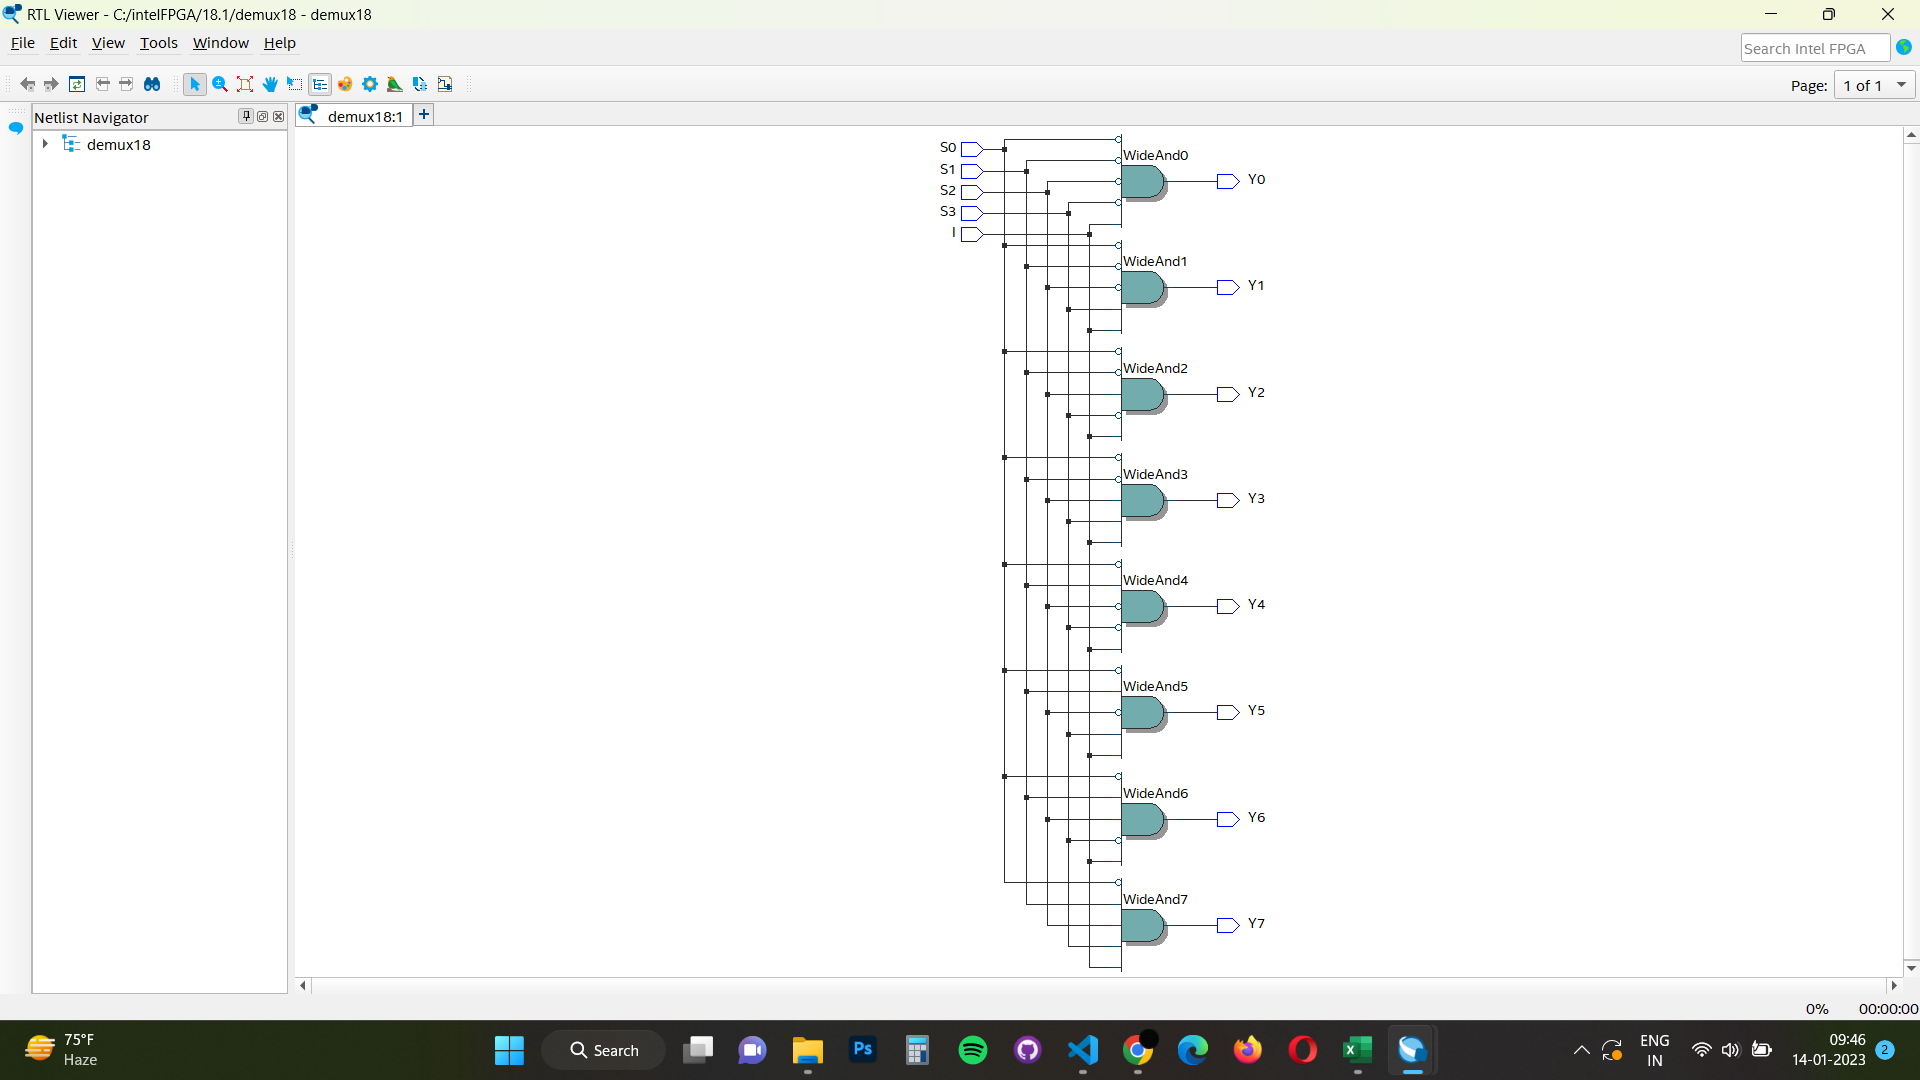 RTL Viewer - C:/intelFPGA/18.1/demux18 - demux18
File Edit View Tools Window Help
Search Intel FPGA
Page: 1 of 1
Netlist Navigator
demux18
demux18:1
+
S0
S1
S2
S3
I
WideAnd0
Y0
WideAnd1
Y1
WideAnd2
Y2
WideAnd3
Y3
WideAnd4
Y4
WideAnd5
Y5
WideAnd6
Y6
WideAnd7
Y7
0% 00:00:00
75°F
Haze
Search
Ps
ENG
IN
09:46
14-01-2023
2